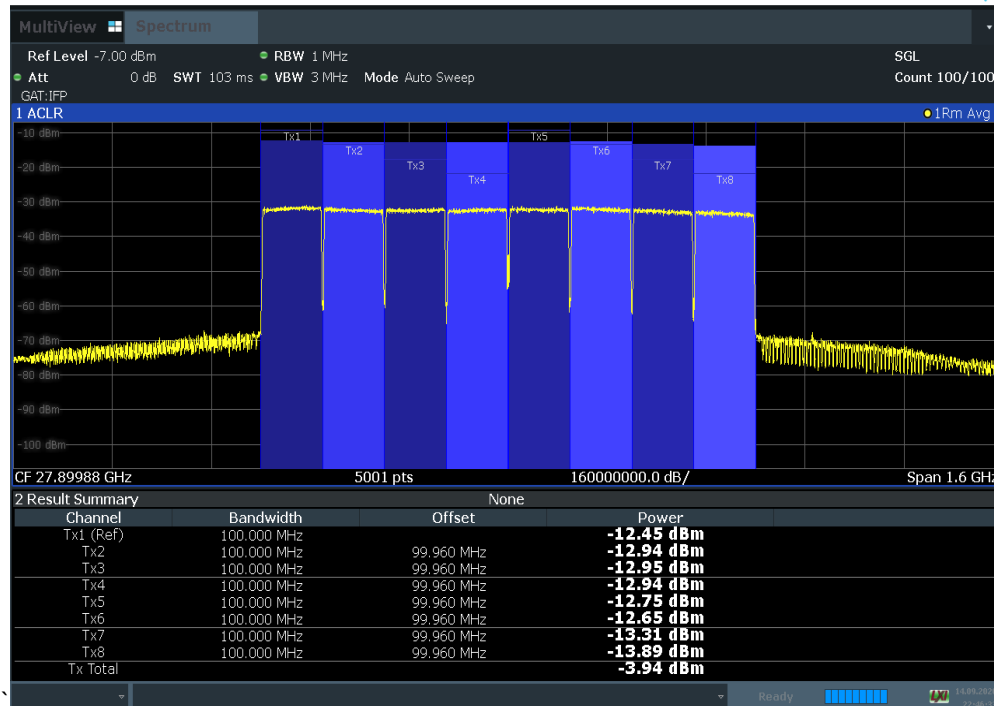 MultiView Spectrum
Ref Level -7.00 dBm RBW 1 MHz SGL
Att 0 dB SWT 103 ms VBW 3 MHz Mode Auto Sweep Count 100/100
GAT:IFP
1 ACLR 1Rm Avg
-10 dBm
Tx1 Tx5
Tx2 Tx6
Tx3 Tx7
-20 dBm
Tx4 Tx8
-30 dBm
-40 dBm
-50 dBm
-60 dBm
-70 dBm
-80 dBm
-90 dBm
-100 dBm
CF 27.89988 GHz 5001 pts 160000000.0 dB/ Span 1.6 GHz
2 Result Summary None
Channel Bandwidth Offset Power
Tx1 (Ref) 100.000 MHz -12.45 dBm
Tx2 100.000 MHz 99.960 MHz -12.94 dBm
Tx3 100.000 MHz 99.960 MHz -12.95 dBm
Tx4 100.000 MHz 99.960 MHz -12.94 dBm
Tx5 100.000 MHz 99.960 MHz -12.75 dBm
Tx6 100.000 MHz 99.960 MHz -12.65 dBm
Tx7 100.000 MHz 99.960 MHz -13.31 dBm
Tx8 100.000 MHz 99.960 MHz -13.89 dBm
Tx Total -3.94 dBm
Ready LXI